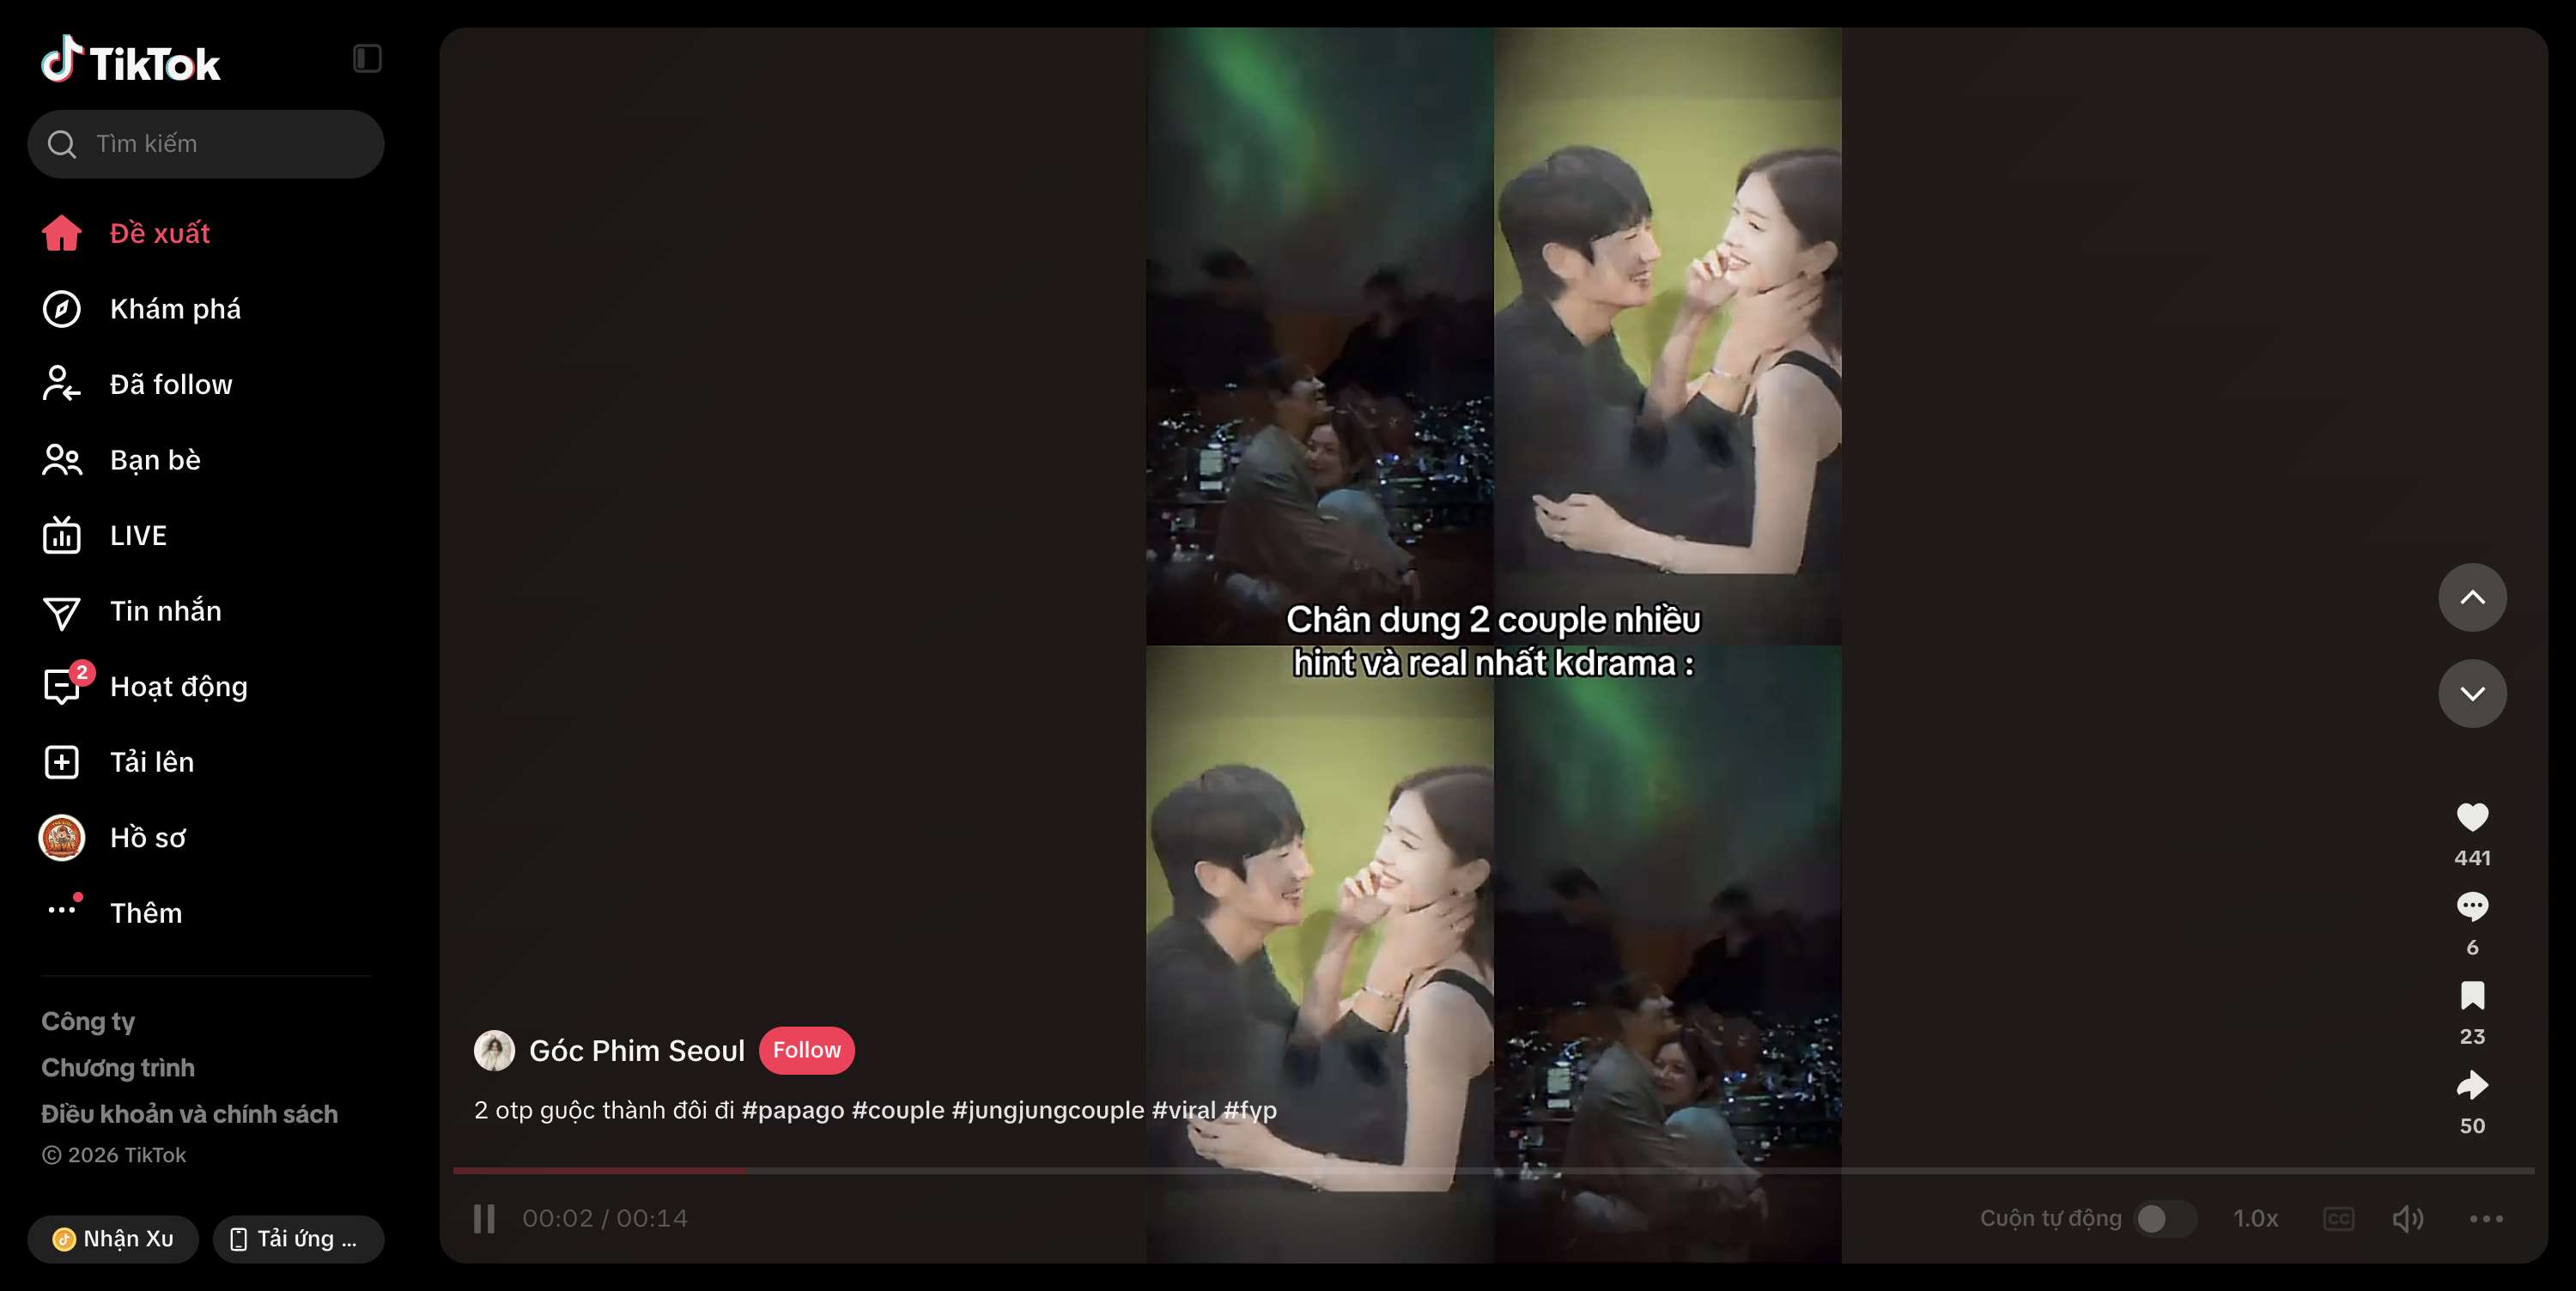 TikTok
Tìm kiếm
Đề xuất
Khám phá
Đã follow
Bạn bè
LIVE
Tin nhắn
2
Hoạt động
Tải lên
Hồ sơ
Thêm
Công ty
Chương trình
Điều khoản và chính sách
© 2026 TikTok
Nhận Xu
Tải ứng ...
Chân dung 2 couple nhiều
hint và real nhất kdrama :
Góc Phim Seoul
Follow
2 otp guộc thành đôi đi #papago #couple #jungjungcouple #viral #fyp
00:02 / 00:14
441
6
23
50
Cuộn tự động
1.0x
CC